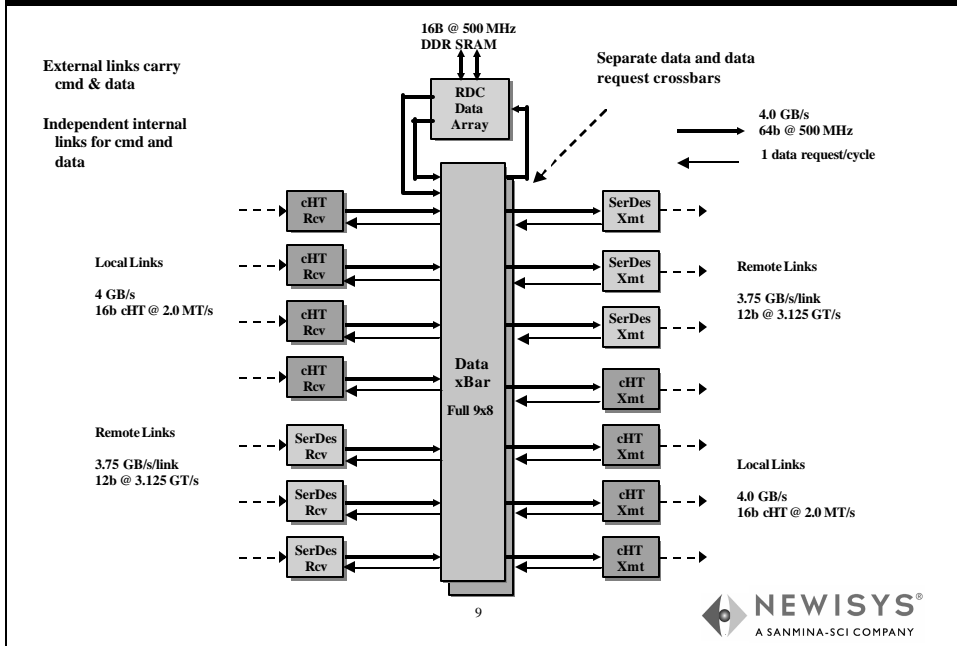 16B @ 500 MHz
DDR SRAM
External links carry
cmd & data
Independent internal
links for cmd and
data
RDC
Data
Array
Separate data and data
request crossbars
4.0 GB/s
64b @ 500 MHz
1 data request/cycle
cHT
Rcv
cHT
Rcv
cHT
Rcv
cHT
Rcv
SerDes
Rcv
SerDes
Rcv
SerDes
Rcv
Local Links
4 GB/s
16b cHT @ 2.0 MT/s
Remote Links
3.75 GB/s/link
12b @ 3.125 GT/s
Data
xBar
Full 9x8
SerDes
Xmt
SerDes
Xmt
SerDes
Xmt
cHT
Xmt
cHT
Xmt
cHT
Xmt
cHT
Xmt
Remote Links
3.75 GB/s/link
12b @ 3.125 GT/s
Local Links
4.0 GB/s
16b cHT @ 2.0 MT/s
9
NEWISYS®
A SANMINA-SCI COMPANY